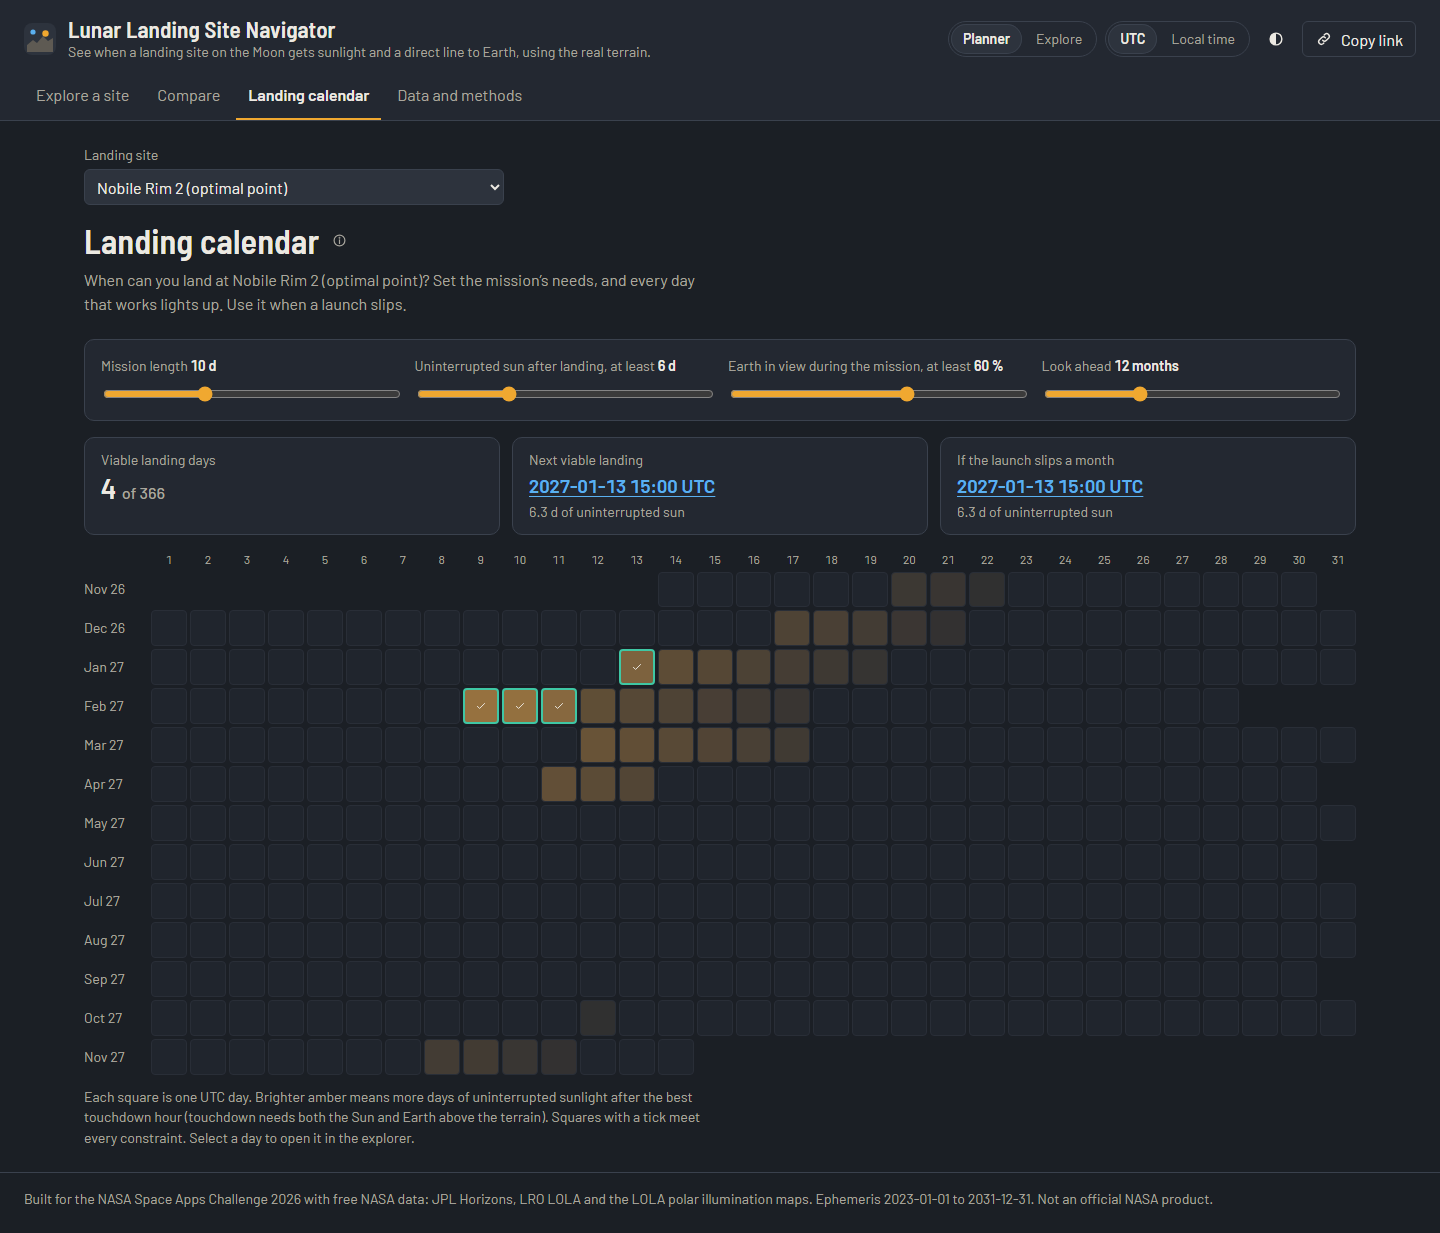 Lunar Landing Site Navigator
See when a landing site on the Moon gets sunlight and a direct line to Earth, using the real terrain.
Planner Explore UTC Local time Copy link
Explore a site Compare Landing calendar Data and methods
Landing site
Nobile Rim 2 (optimal point)
Landing calendar
When can you land at Nobile Rim 2 (optimal point)? Set the mission's needs, and every day
that works lights up. Use it when a launch slips.
Mission length 10 d
Uninterrupted sun after landing, at least 6 d
Earth in view during the mission, at least 60 %
Look ahead 12 months
Viable landing days
4 of 366
Next viable landing
2027-01-13 15:00 UTC
6.3 d of uninterrupted sun
If the launch slips a month
2027-01-13 15:00 UTC
6.3 d of uninterrupted sun
1 2 3 4 5 6 7 8 9 10 11 12 13 14 15 16 17 18 19 20 21 22 23 24 25 26 27 28 29 30 31
Nov 26
Dec 26
Jan 27
Feb 27
Mar 27
Apr 27
May 27
Jun 27
Jul 27
Aug 27
Sep 27
Oct 27
Nov 27
Each square is one UTC day. Brighter amber means more days of uninterrupted sunlight after the best
touchdown hour (touchdown needs both the Sun and Earth above the terrain). Squares with a tick meet
every constraint. Select a day to open it in the explorer.
Built for the NASA Space Apps Challenge 2026 with free NASA data: JPL Horizons, LRO LOLA and the LOLA polar illumination maps. Ephemeris 2023-01-01 to 2031-12-31. Not an official NASA product.